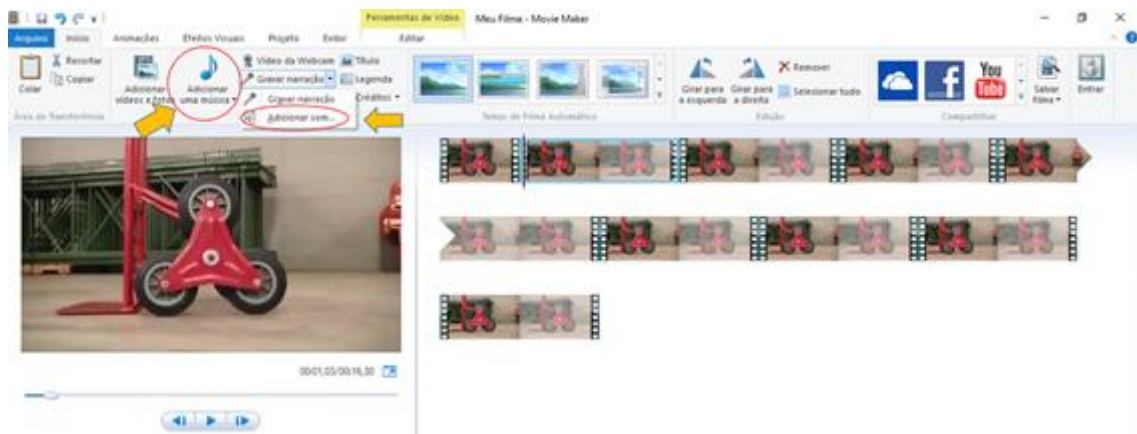 Ferramentas de Vídeo
Meu Filme - Movie Maker
Arquivo
Início
Animações
Efeitos Visuais
Projeto
Exibir
Editar
Colar
Recortar
Copiar
Adicionar vídeos e fotos
Adicionar uma música
Vídeo da Webcam
Gravar narração
Título
Legenda
Créditos
Gravar narração
Adicionar som...
Girar para a esquerda
Girar para a direita
Remover
Selecionar tudo
You Tube
Salvar filme
Entrar
Área de Transferência
Temas de Filme Automático
Edição
Compartilhar
00:01,03/00:16,30